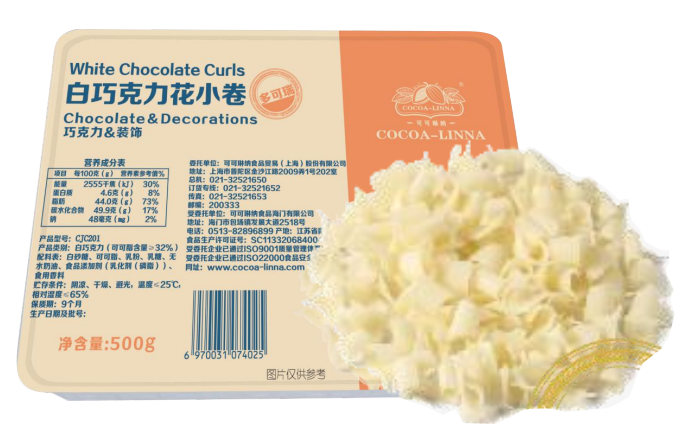 White Chocolate Curls
白巧克力花小卷
多可瑞
Chocolate&Decorations
巧克力&装饰
COCOA-LINNA
可可琳纳
COCOA-LINNA
营养成分表
项目 每100克(g) 营养素参考值%
能量 2555千焦(kJ) 30%
蛋白质 4.6克(g) 8%
脂肪 44.0克(g) 73%
碳水化合物 49.9克(g) 17%
钠 48毫克(mg) 2%
委托单位:可可琳纳食品贸易(上海)股份有限公司
地址:上海市普陀区金沙江路2009弄1号202室
总机:021-32521650
订货专线:021-32521652
传真:021-32521653
邮编:200333
受委托单位:可可琳纳食品海门有限公司
地址:海门市包场镇发展大道2518号
电话:0513-82896899 产地:江苏省
食品生产许可证号:SC11332068400
受委托企业已通过ISO9001质量管理体
受委托企业已通过ISO22000食品安全
网址:www.cocoa-linna.com
产品型号:CJC201
产品类别:白巧克力(可可脂含量≥32%)
配料表:白砂糖、可可脂、乳粉、乳糖、无
水奶油、食品添加剂(乳化剂(磷脂))、
食用香料
贮存条件:阴凉、干燥、避光,温度≤25℃,
相对湿度≤65%
保质期:9个月
生产日期及批号:
净含量:500g
6 970031 074025
图片仅供参考